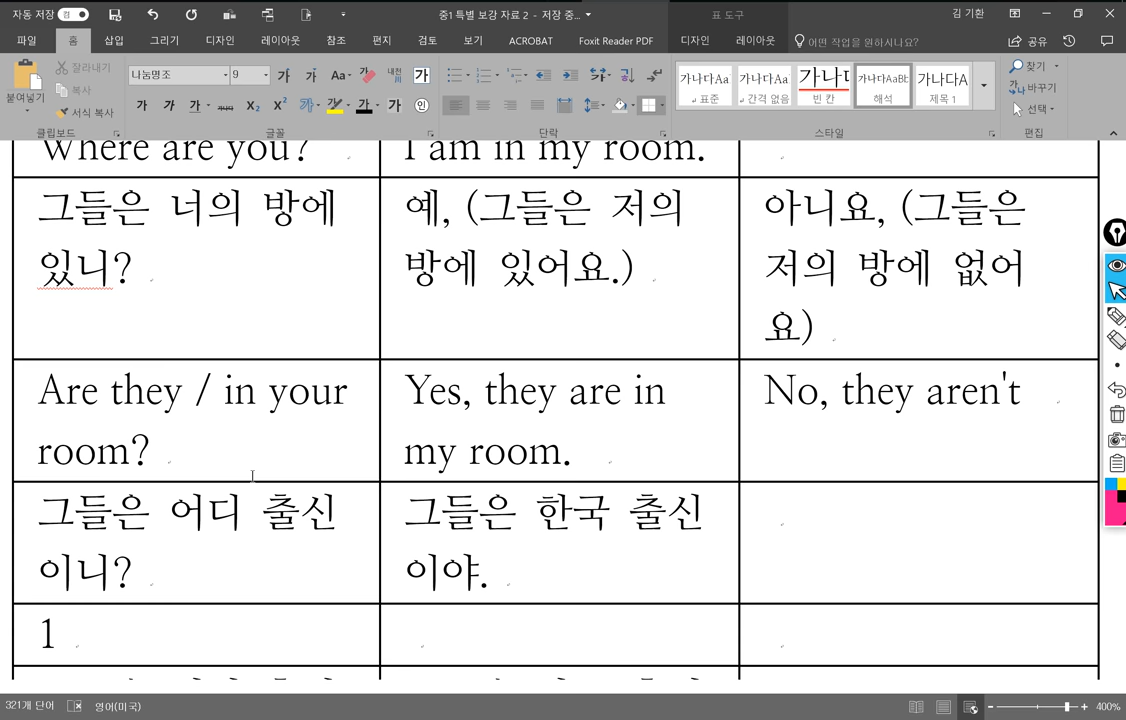 자동 저장 컴
중1 특별 보강 자료 2 - 저장 중...
표 도구
김 기환
파일 홈 삽입 그리기 디자인 레이아웃 참조 편지 검토 보기 ACROBAT Foxit Reader PDF 디자인 레이아웃 어떤 작업을 원하시나요? 공유
붙여넣기
잘라내기
복사
서식 복사
클립보드
나눔명조 9
글꼴
단락
가나다Aa 표준
가나다Aa 간격 없음
빈 칸
가나다AaBb 해석
가나다A 제목 1
스타일
찾기
바꾸기
선택
편집
Where are you? I am in my room.
그들은 너의 방에 예, (그들은 저의 아니요, (그들은
있니? 방에 있어요.) 저의 방에 없어
요)
Are they / in your Yes, they are in No, they aren't
room? my room.
그들은 어디 출신 그들은 한국 출신
이니? 이야.
1
321개 단어 영어(미국) 400%